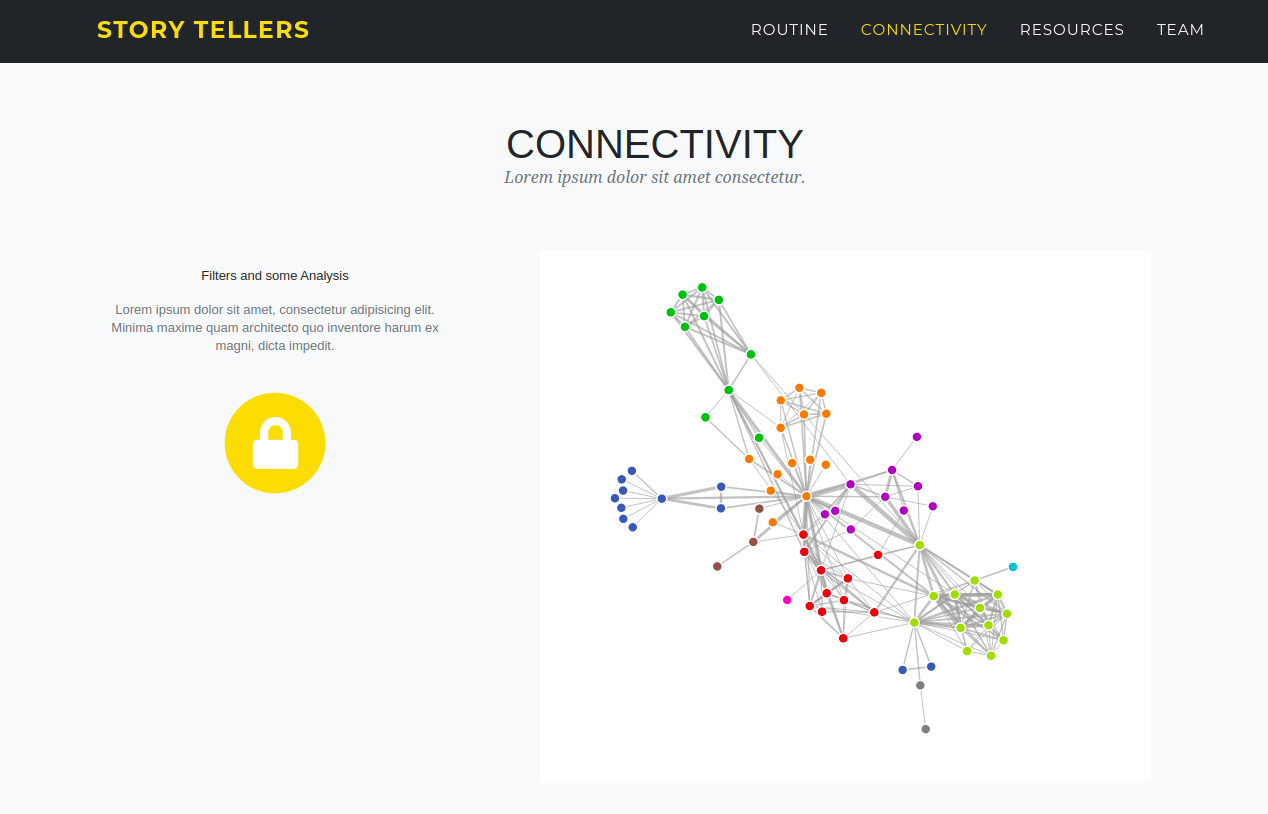 STORY TELLERS
ROUTINE
CONNECTIVITY
RESOURCES
TEAM
CONNECTIVITY
Lorem ipsum dolor sit amet consectetur.
Filters and some Analysis
Lorem ipsum dolor sit amet, consectetur adipisicing elit.
Minima maxime quam architecto quo inventore harum ex
magni, dicta impedit.